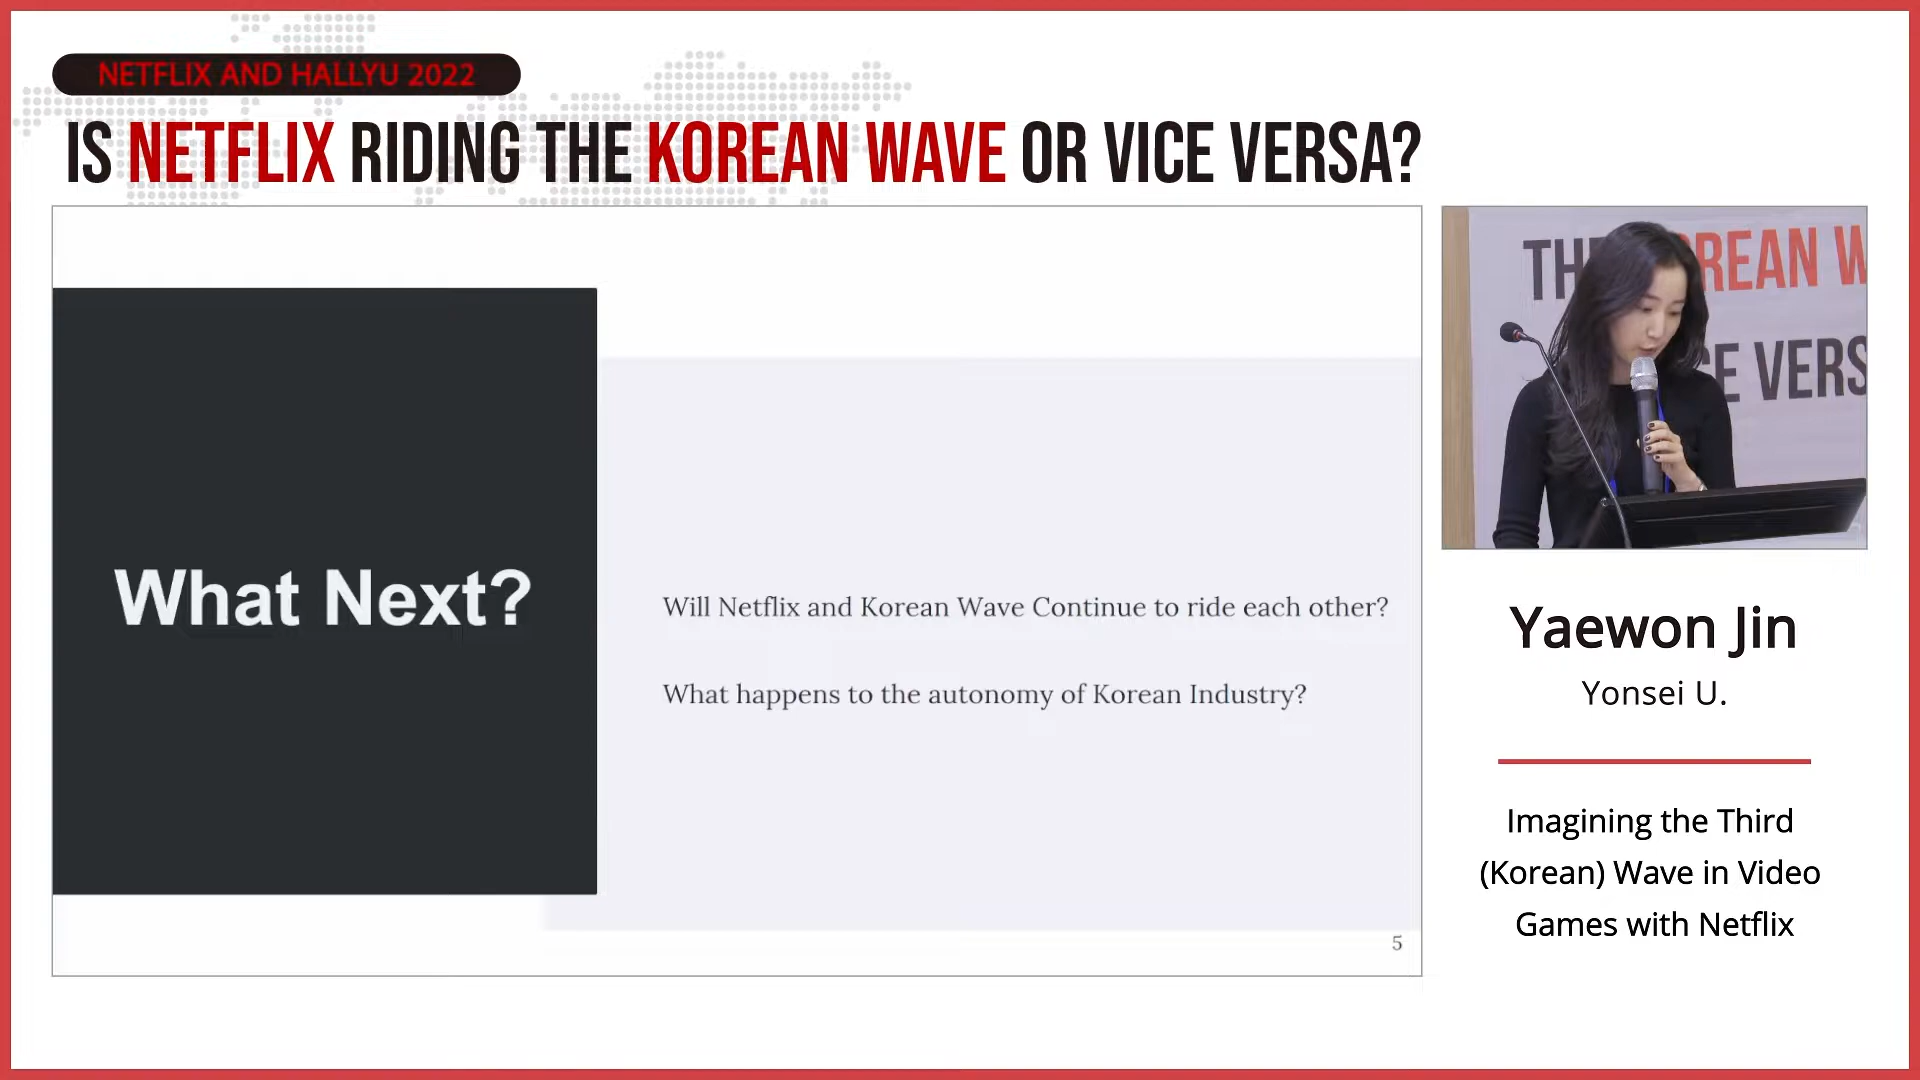 NETFLIX AND HALLYU 2022
IS NETFLIX RIDING THE KOREAN WAVE OR VICE VERSA?
What Next?
Will Netflix and Korean Wave Continue to ride each other?
What happens to the autonomy of Korean Industry?
5
REAN W
VERS
Yaewon Jin
Yonsei U.
Imagining the Third
(Korean) Wave in Video
Games with Netflix